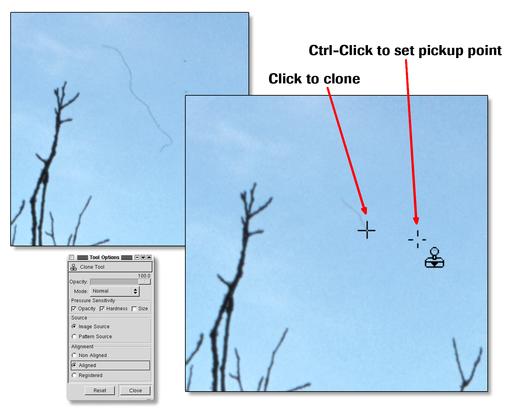 Ctrl-Click to set pickup point
Click to clone
Tool Options
Clone Tool
100.0
Opacity:
Mode: Normal
Pressure Sensitivity
Opacity Hardness Size
Source
Image Source
Pattern Source
Alignment
Non Aligned
Aligned
Registered
Reset Close